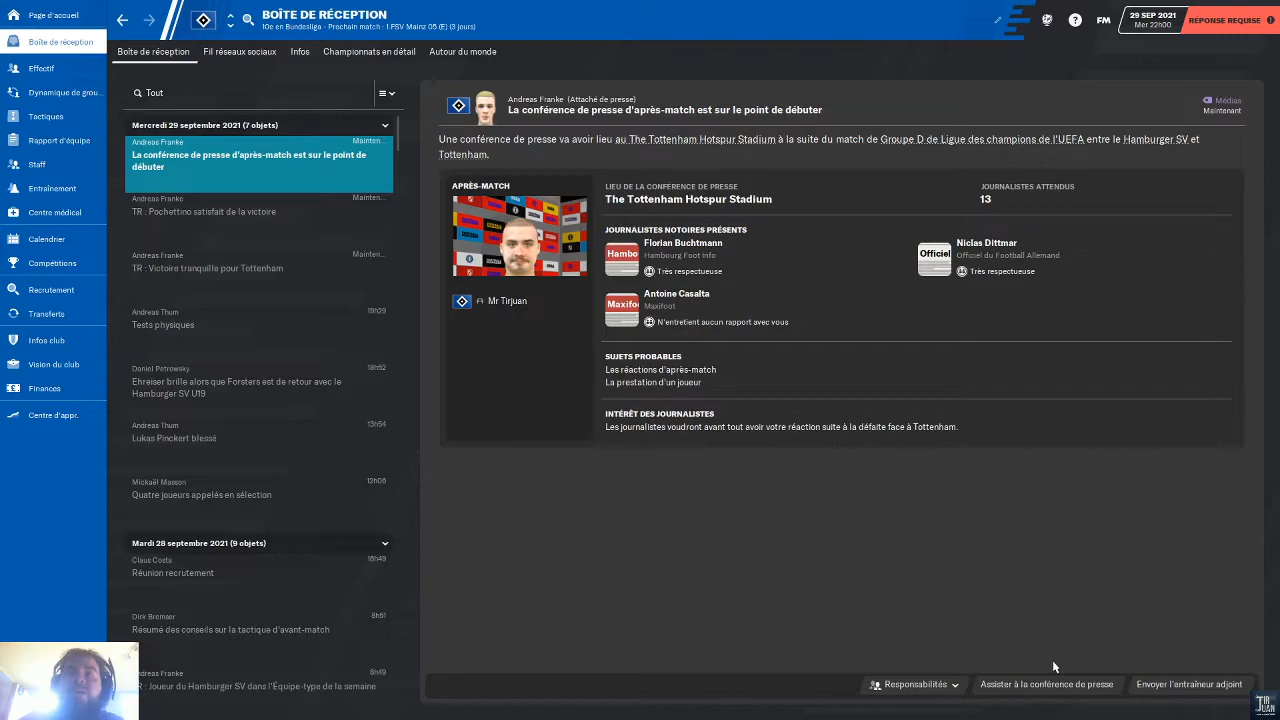 Page d'accueil
Boîte de réception
Effectif
Dynamique de grou...
Tactiques
Rapport d'équipe
Staff
Entraînement
Centre médical
Calendrier
Compétitions
Recrutement
Transferts
Infos club
Vision du club
Finances
Centre d'appr.
BOÎTE DE RÉCEPTION
10e en Bundesliga - Prochain match : 1.FSV Mainz 05 (E) (3 jours)
FM
29 SEP 2021
Mer 22h00
RÉPONSE REQUISE
Boîte de réception
Fil réseaux sociaux
Infos
Championnats en détail
Autour du monde
Tout
Mercredi 29 septembre 2021 (7 objets)
Andreas Franke
Mainten...
La conférence de presse d'après-match est sur le point de
débuter
Andreas Franke
Mainten...
TR : Pochettino satisfait de la victoire
Andreas Franke
Mainten...
TR : Victoire tranquille pour Tottenham
Andreas Thum
19h29
Tests physiques
Daniel Petrowsky
18h52
Ehreiser brille alors que Forsters est de retour avec le
Hamburger SV U19
Andreas Thum
13h54
Lukas Pinckert blessé
Mickaël Masson
12h06
Quatre joueurs appelés en sélection
Mardi 28 septembre 2021 (9 objets)
Claus Costa
16h49
Réunion recrutement
Dirk Bremser
8h51
Résumé des conseils sur la tactique d'avant-match
Andreas Franke
8h49
TR : Joueur du Hamburger SV dans l'Équipe-type de la semaine
Andreas Franke (Attaché de presse)
La conférence de presse d'après-match est sur le point de débuter
Médias
Maintenant
Une conférence de presse va avoir lieu au The Tottenham Hotspur Stadium à la suite du match de Groupe D de Ligue des champions de l'UEFA entre le Hamburger SV et
Tottenham.
APRÈS-MATCH
Mr Tirjuan
LIEU DE LA CONFÉRENCE DE PRESSE
The Tottenham Hotspur Stadium
JOURNALISTES ATTENDUS
13
JOURNALISTES NOTOIRES PRÉSENTS
Hambo
Florian Buchtmann
Hambourg Foot Info
Très respectueuse
Officiel
Niclas Dittmar
Officiel du Football Allemand
Très respectueuse
Maxifoo
Antoine Casalta
Maxifoot
N'entretient aucun rapport avec vous
SUJETS PROBABLES
Les réactions d'après-match
La prestation d'un joueur
INTÉRÊT DES JOURNALISTES
Les journalistes voudront avant tout avoir votre réaction suite à la défaite face à Tottenham.
Responsabilités
Assister à la conférence de presse
Envoyer l'entraîneur adjoint
TIR
JUAN